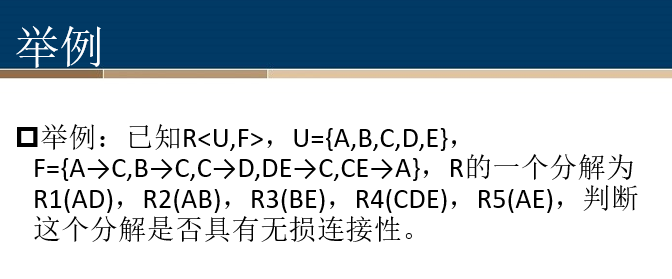 举例
举例：已知R<U,F>，U={A,B,C,D,E}，
F={A→C,B→C,C→D,DE→C,CE→A}，R的一个分解为
R1(AD)，R2(AB)，R3(BE)，R4(CDE)，R5(AE)，判断
这个分解是否具有无损连接性。